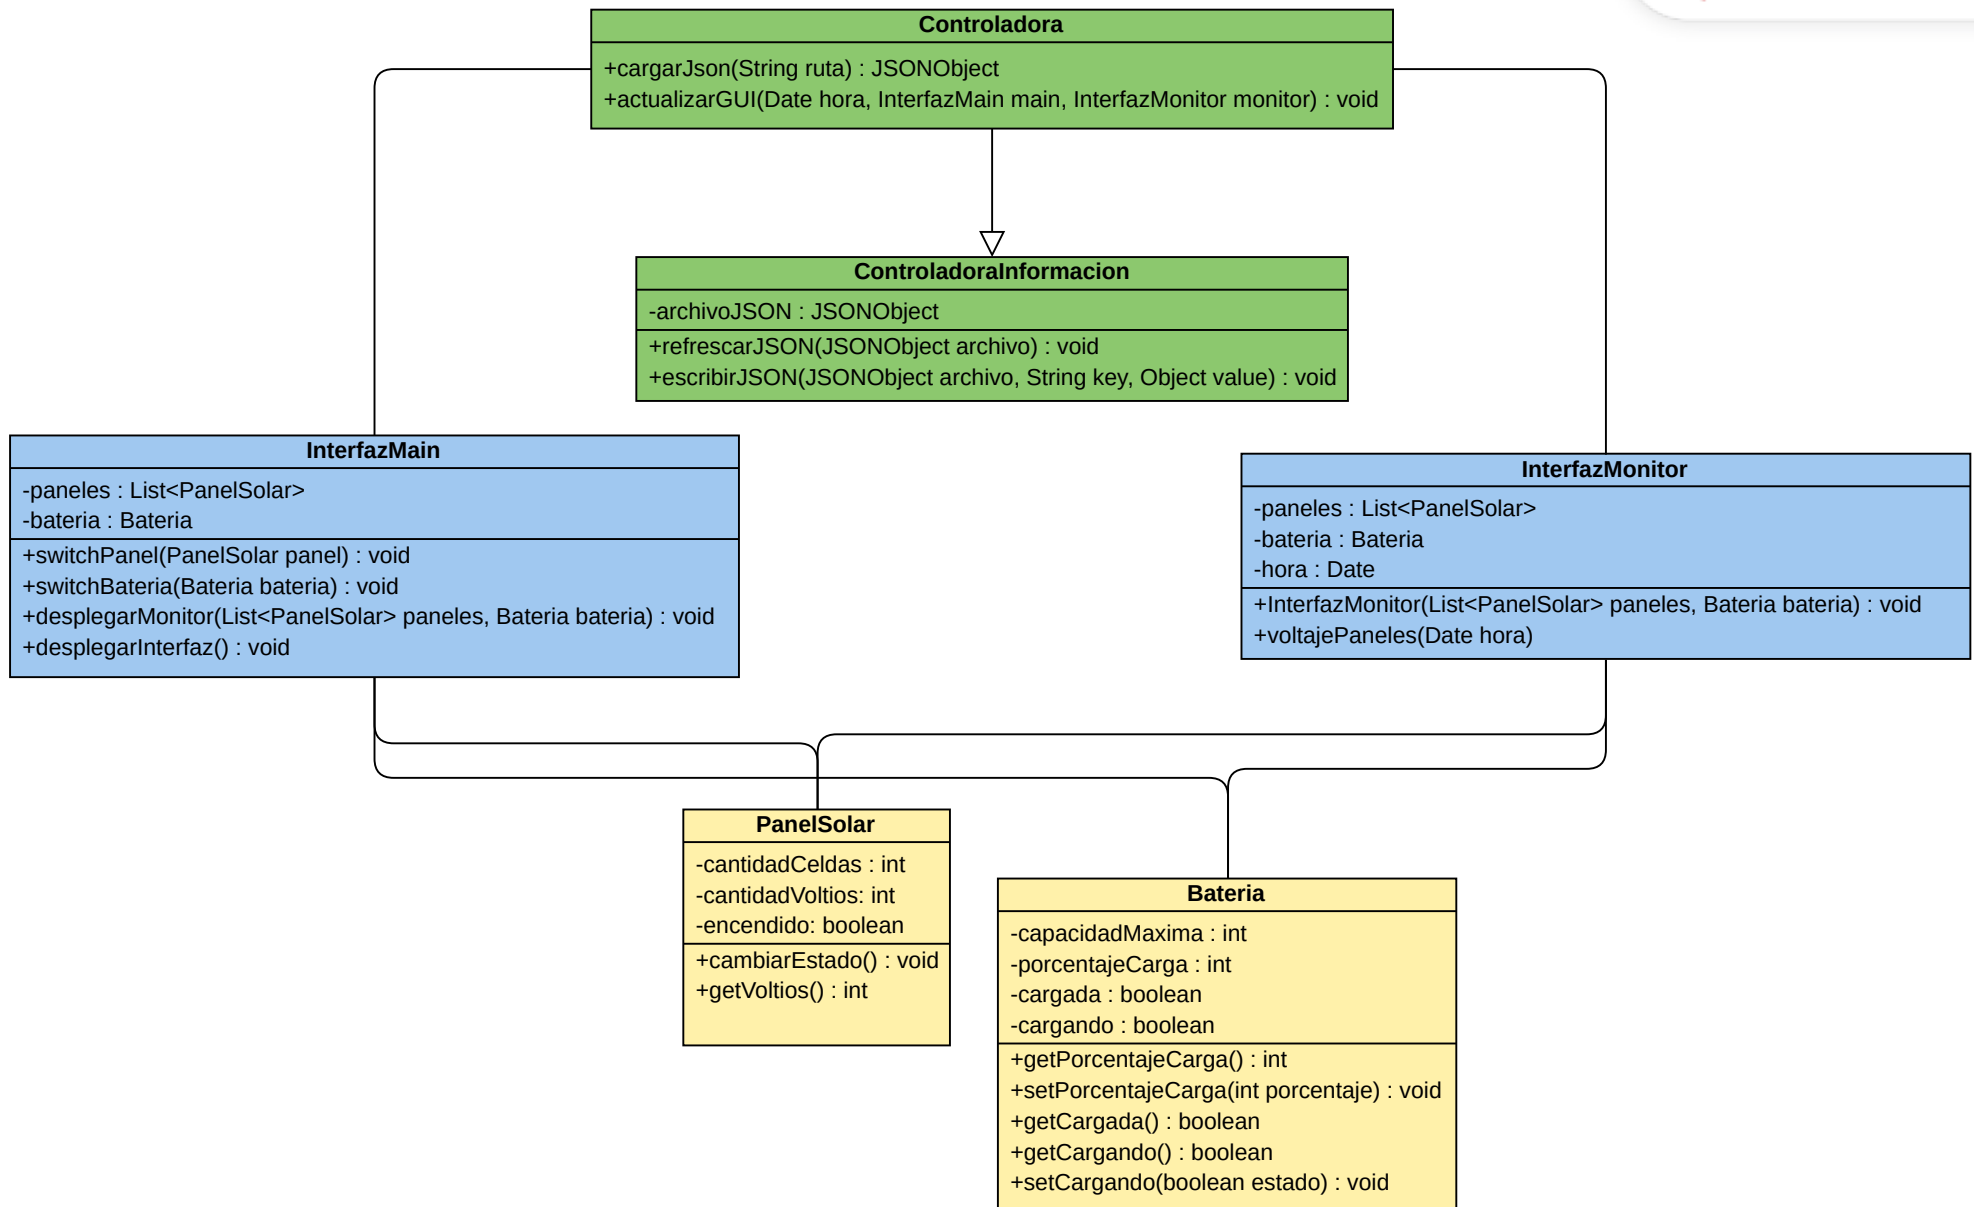 Controladora
+cargarJson(String ruta) : JSONObject
+actualizarGUI(Date hora, InterfazMain main, InterfazMonitor monitor) : void
ControladoraInformacion
-archivoJSON : JSONObject
+refrescarJSON(JSONObject archivo) : void
+escribirJSON(JSONObject archivo, String key, Object value) : void
InterfazMain
-paneles : List<PanelSolar>
-bateria : Bateria
+switchPanel(PanelSolar panel) : void
+switchBateria(Bateria bateria) : void
+desplegarMonitor(List<PanelSolar> paneles, Bateria bateria) : void
+desplegarInterfaz() : void
InterfazMonitor
-paneles : List<PanelSolar>
-bateria : Bateria
-hora : Date
+InterfazMonitor(List<PanelSolar> paneles, Bateria bateria) : void
+voltajePaneles(Date hora)
PanelSolar
-cantidadCeldas : int
-cantidadVoltios: int
-encendido: boolean
+cambiarEstado() : void
+getVoltios() : int
Bateria
-capacidadMaxima : int
-porcentajeCarga : int
-cargada : boolean
-cargando : boolean
+getPorcentajeCarga() : int
+setPorcentajeCarga(int porcentaje) : void
+getCargada() : boolean
+getCargando() : boolean
+setCargando(boolean estado) : void